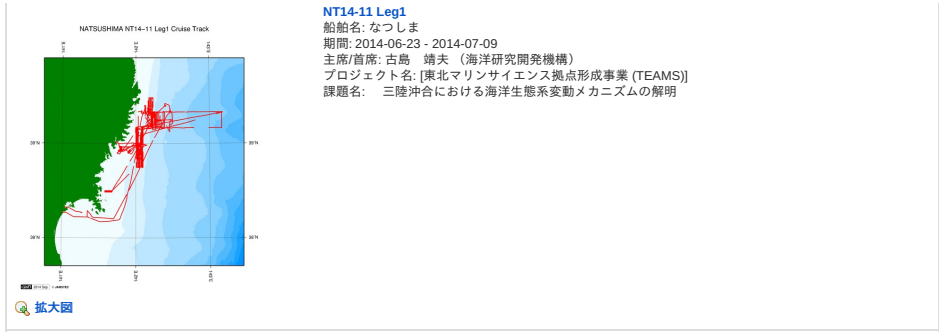 NT14-11 Leg1
船舶名: なつしま
期間: 2014-06-23 - 2014-07-09
主席/首席: 古島　靖夫 （海洋研究開発機構）
プロジェクト名: [東北マリンサイエンス拠点形成事業 (TEAMS)]
課題名:　 三陸沖合における海洋生態系変動メカニズムの解明
NATSUSHIMA NT14-11 Leg1 Cruise Track
拡大図